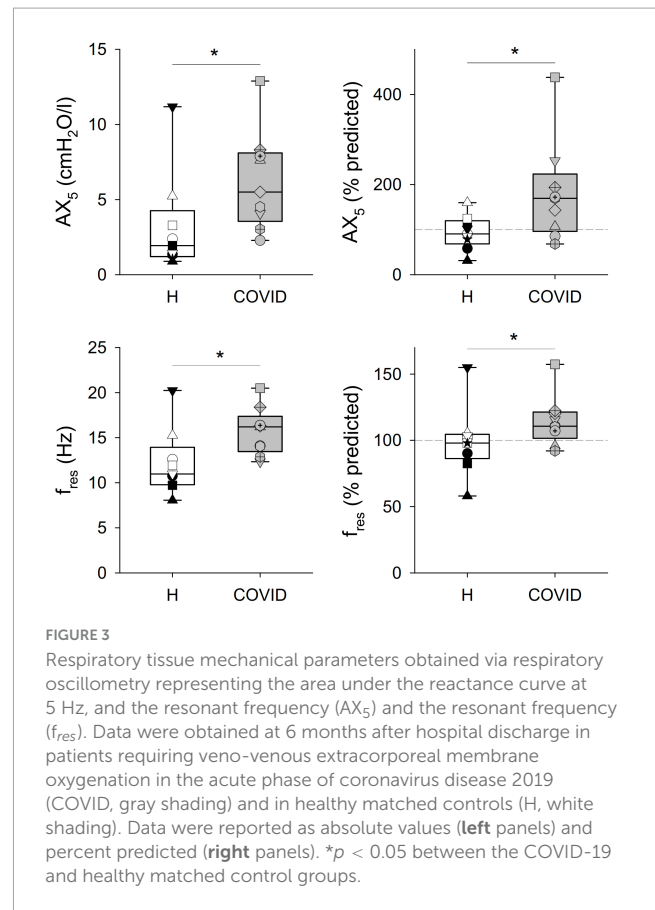 *
15
10
5
0
AX5 (cmH2O/l)
H COVID
*
400
200
0
AX5 (% predicted)
H COVID
*
25
20
15
10
5
0
fres (Hz)
H COVID
*
150
100
50
0
fres (% predicted)
H COVID
FIGURE 3
Respiratory tissue mechanical parameters obtained via respiratory
oscillometry representing the area under the reactance curve at
5 Hz, and the resonant frequency (AX5) and the resonant frequency
(fres). Data were obtained at 6 months after hospital discharge in
patients requiring veno-venous extracorporeal membrane
oxygenation in the acute phase of coronavirus disease 2019
(COVID, gray shading) and in healthy matched controls (H, white
shading). Data were reported as absolute values (left panels) and
percent predicted (right panels). *p < 0.05 between the COVID-19
and healthy matched control groups.